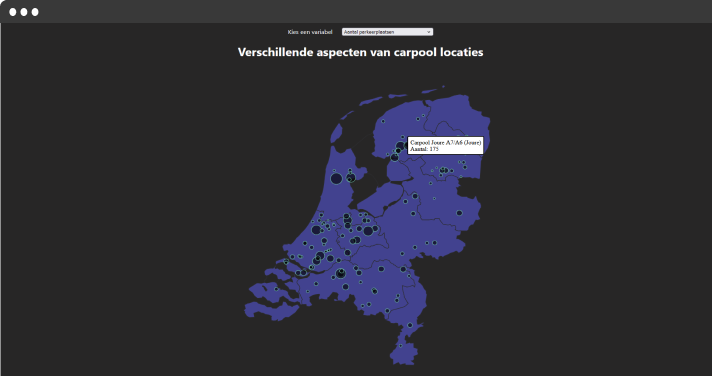 Kies een variabel
Aantal parkeerplaatsen
Verschillende aspecten van carpool locaties
Carpool Joure A7/A6 (Joure)
Aantal: 175